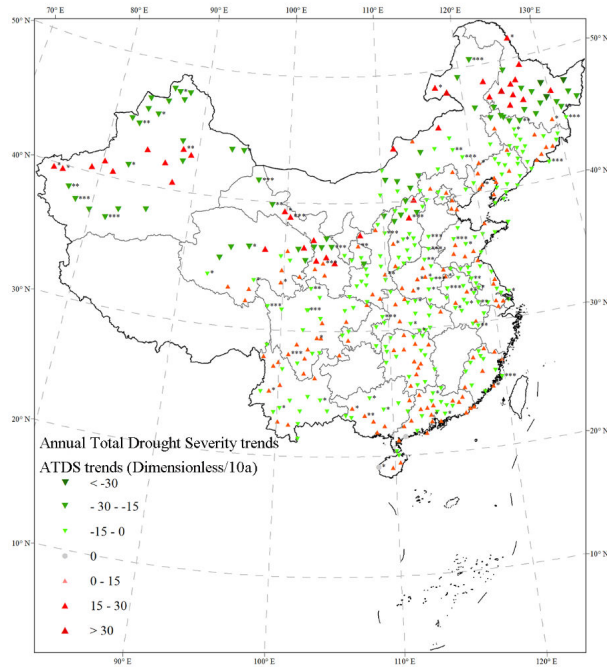 70° E 80° E 90° E 100° E 110° E 120° E 130° E
50° N 50° N
40° N 40° N
30° N 30° N
20° N 20° N
10° N 10° N
Annual Total Drought Severity trends
ATDS trends (Dimensionless/10a)
< -30
- 30 - -15
-15 - 0
0
0 - 15
15 - 30
> 30
90° E 100° E 110° E 120° E